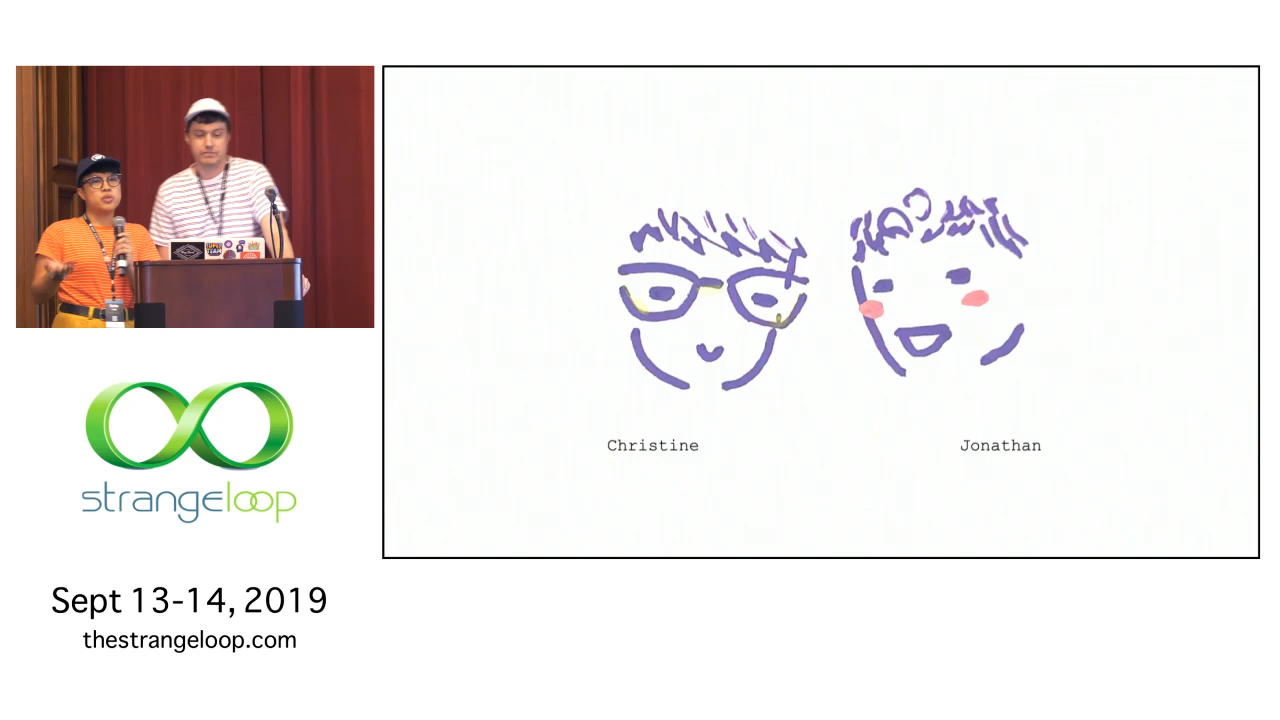 strangeloop
Sept 13-14, 2019
thestrangeloop.com
Christine
Jonathan